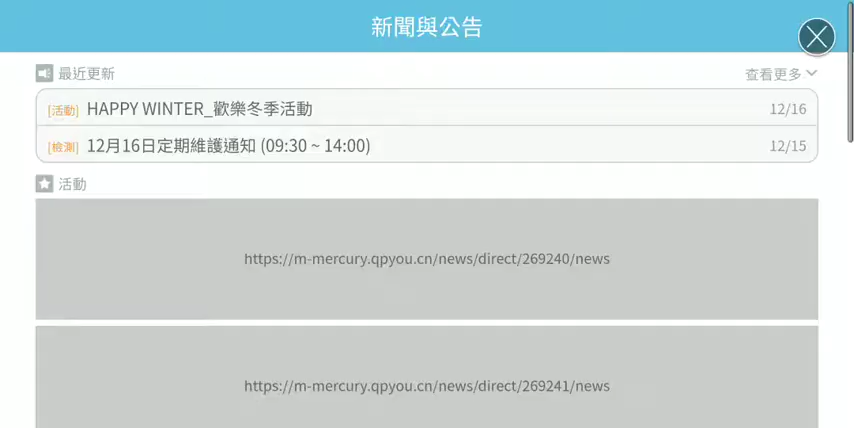 新聞與公告
最近更新
查看更多
[活動] HAPPY WINTER_歡樂冬季活動 12/16
[檢測] 12月16日定期維護通知 (09:30 ~ 14:00) 12/15
活動
https://m-mercury.qpyou.cn/news/direct/269240/news
https://m-mercury.qpyou.cn/news/direct/269241/news